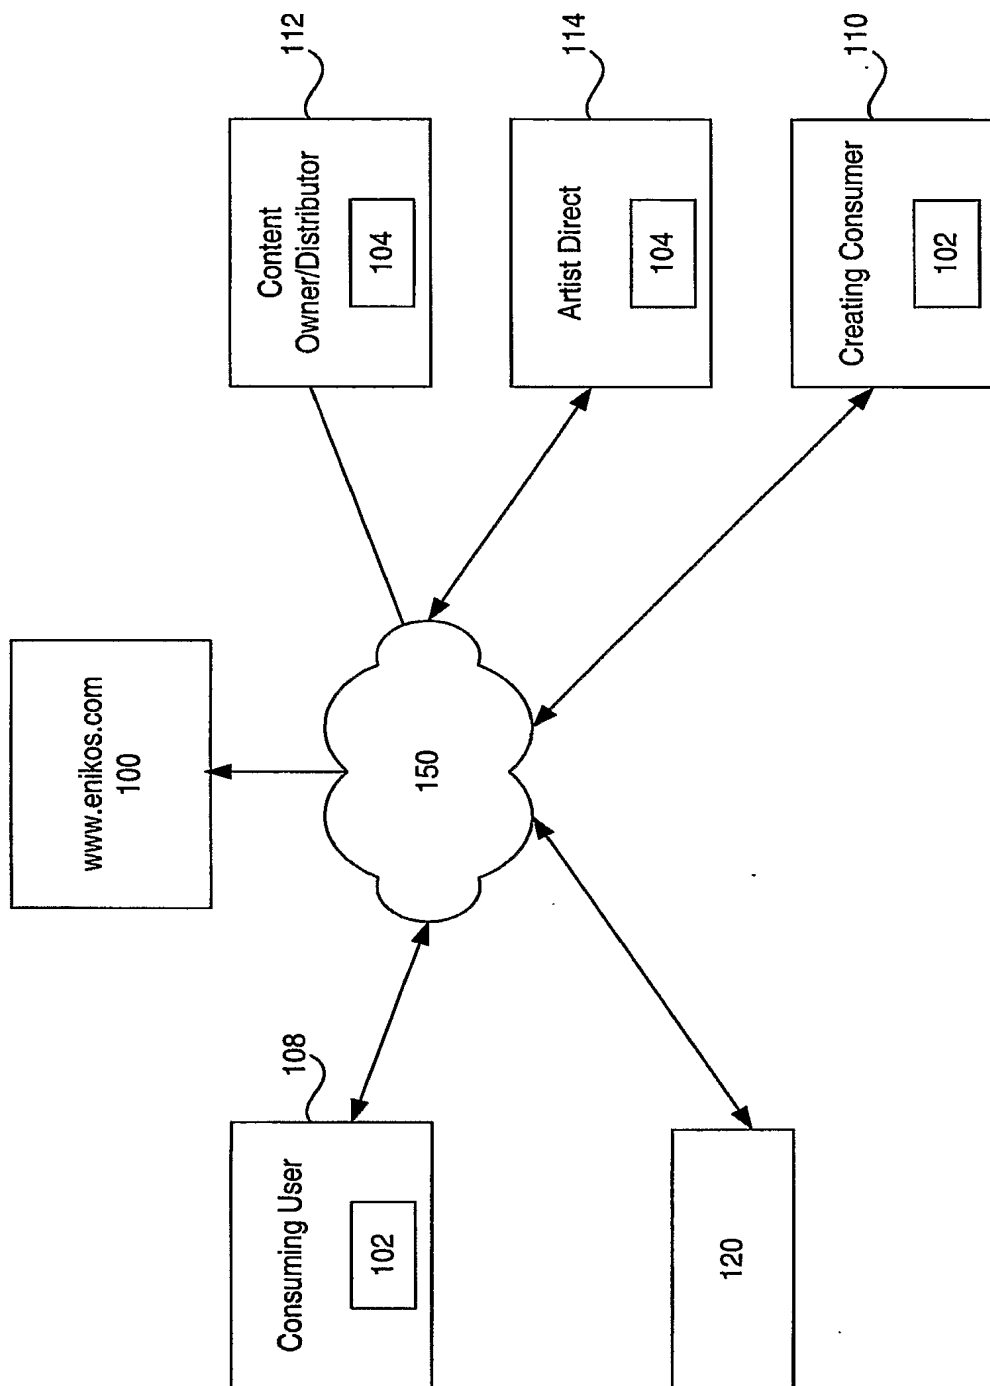 www.enikos.com
100
108
Consuming User
102
112
Content
Owner/Distributor
104
150
114
Artist Direct
104
120
110
Creating Consumer
102